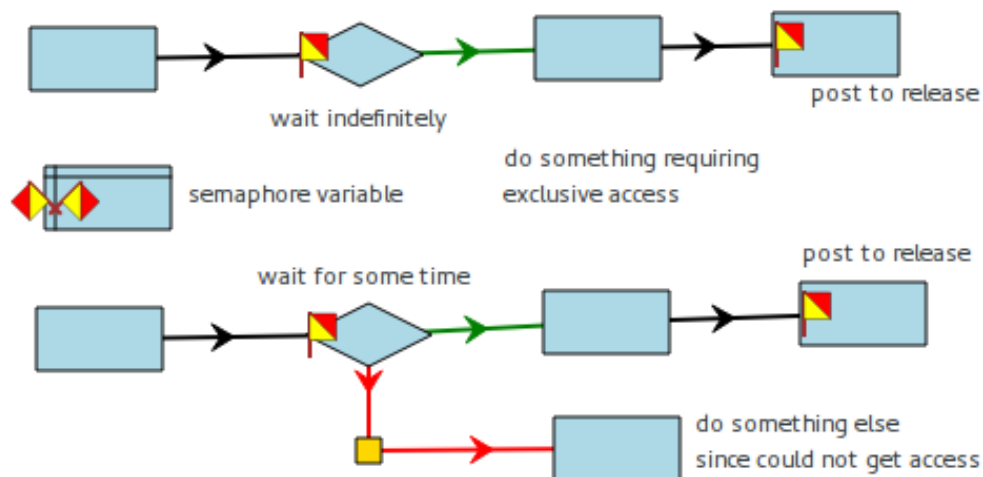 post to release
wait indefinitely
do something requiring
exclusive access
semaphore variable
post to release
wait for some time
do something else
since could not get access